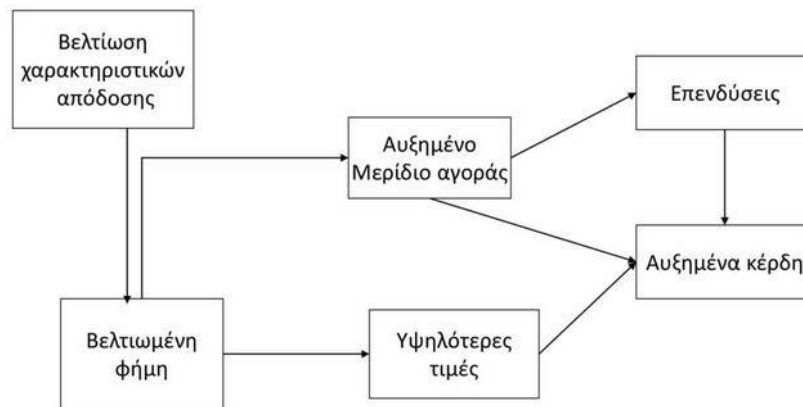 Βελτίωση
χαρακτηριστικών
απόδοσης
Επενδύσεις
Αυξημένο
Μερίδιο αγοράς
Αυξημένα κέρδη
Βελτιωμένη
φήμη
Υψηλότερες
τιμές